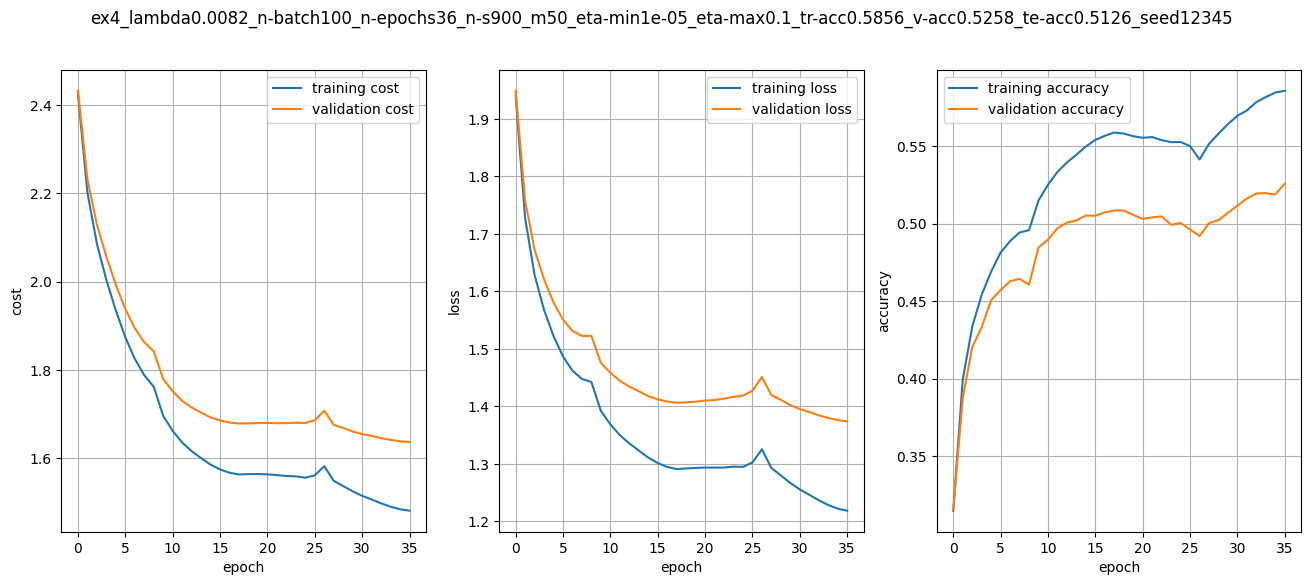 ex4_lambda0.0082_n-batch100_n-epochs36_n-s900_m50_eta-min1e-05_eta-max0.1_tr-acc0.5856_v-acc0.5258_te-acc0.5126_seed12345
training cost
validation cost
2.4
2.2
2.0
1.8
1.6
cost
0 5 10 15 20 25 30 35
epoch
training loss
validation loss
1.9
1.8
1.7
1.6
1.5
1.4
1.3
1.2
loss
0 5 10 15 20 25 30 35
epoch
training accuracy
validation accuracy
0.55
0.50
0.45
0.40
0.35
accuracy
0 5 10 15 20 25 30 35
epoch